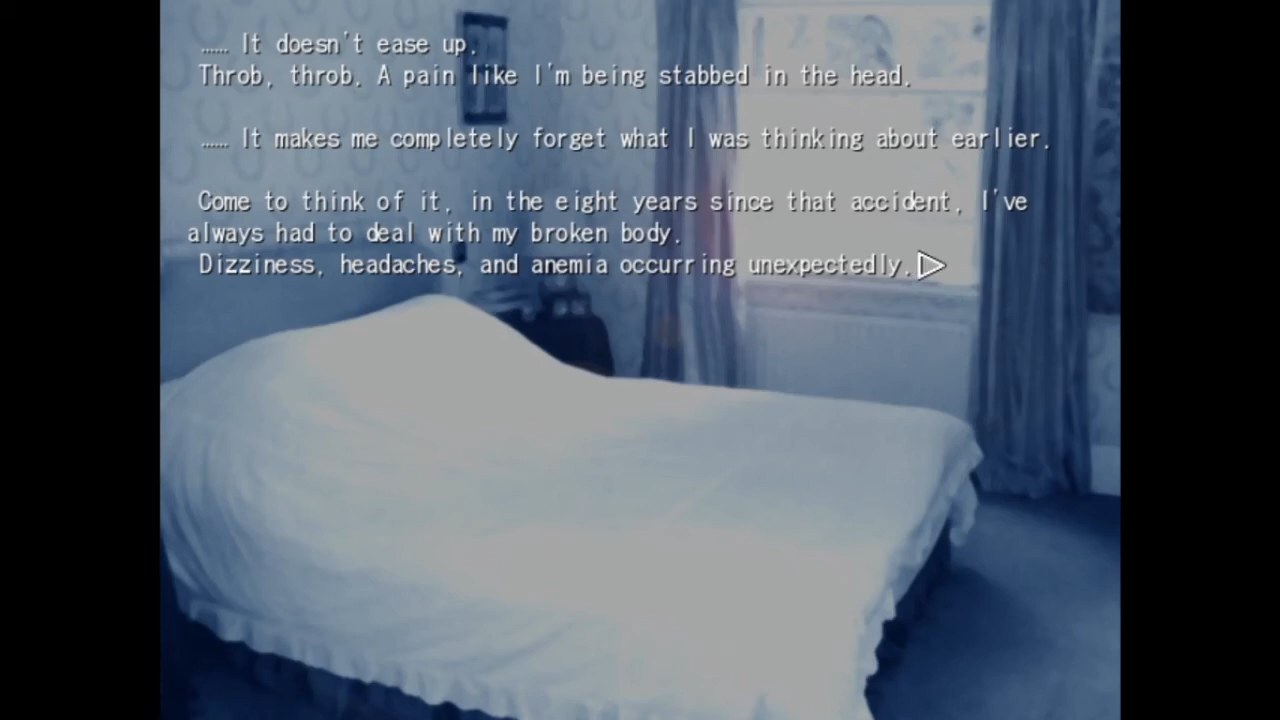 …… It doesn't ease up.
Throb, throb. A pain like I'm being stabbed in the head.
…… It makes me completely forget what I was thinking about earlier.
Come to think of it, in the eight years since that accident, I've
always had to deal with my broken body.
Dizziness, headaches, and anemia occurring unexpectedly.